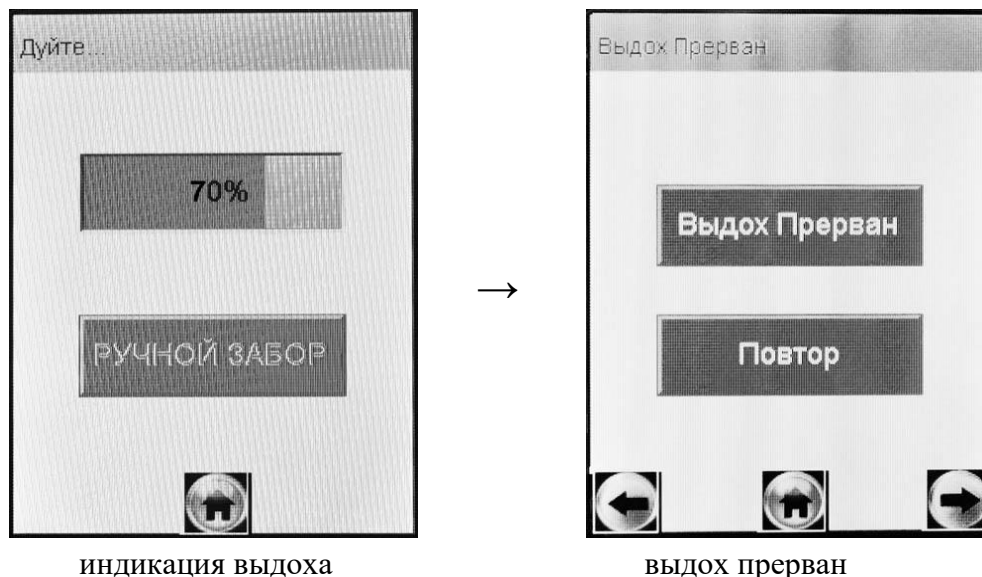 Дуйте...
70%
РУЧНОЙ ЗАБОР
индикация выдоха
→
Выдох Прерван
Выдох Прерван
Повтор
выдох прерван